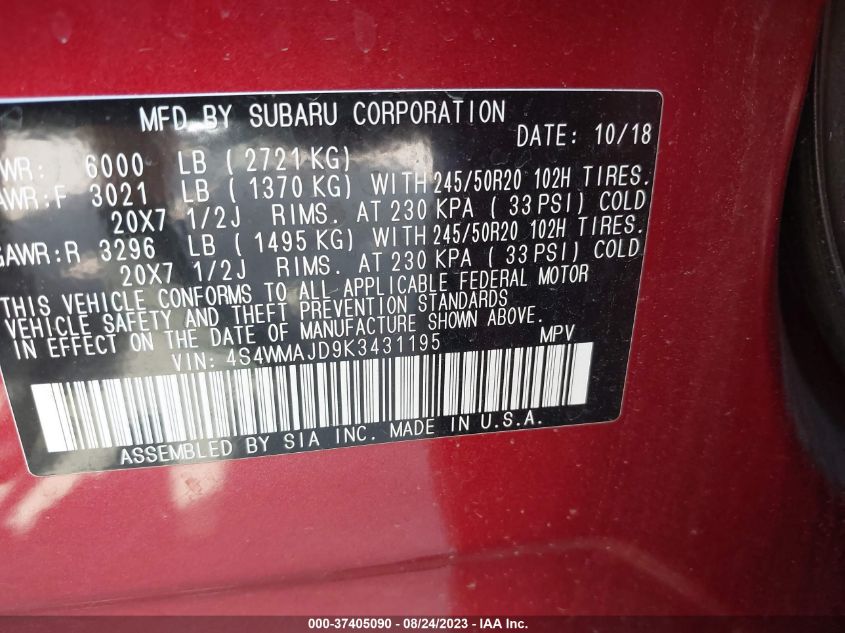 MFD BY SUBARU CORPORATION
DATE: 10/18
WR: 6000 LB ( 2721 KG)
AWR:F 3021 LB ( 1370 KG) WITH 245/50R20 102H TIRES.
20X7 1/2J RIMS. AT 230 KPA ( 33 PSI) COLD
GAWR:R 3296 LB ( 1495 KG) WITH 245/50R20 102H TIRES.
20X7 1/2J RIMS. AT 230 KPA ( 33 PSI) COLD
THIS VEHICLE CONFORMS TO ALL APPLICABLE FEDERAL MOTOR
VEHICLE SAFETY AND THEFT PREVENTION STANDARDS
IN EFFECT ON THE DATE OF MANUFACTURE SHOWN ABOVE.
VIN: 4S4WMAJD9K3431195 MPV
ASSEMBLED BY SIA INC. MADE IN U.S.A.
000-37405090 - 08/24/2023 - IAA Inc.